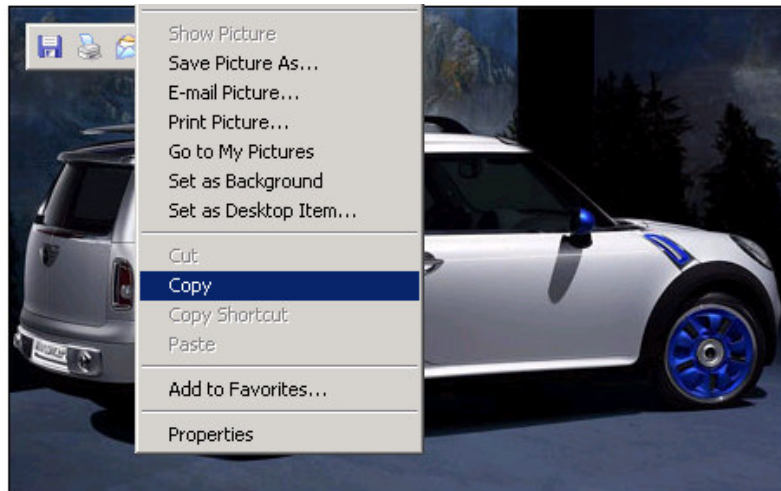 Show Picture
Save Picture As...
E-mail Picture...
Print Picture...
Go to My Pictures
Set as Background
Set as Desktop Item...
Cut
Copy
Copy Shortcut
Paste
Add to Favorites...
Properties